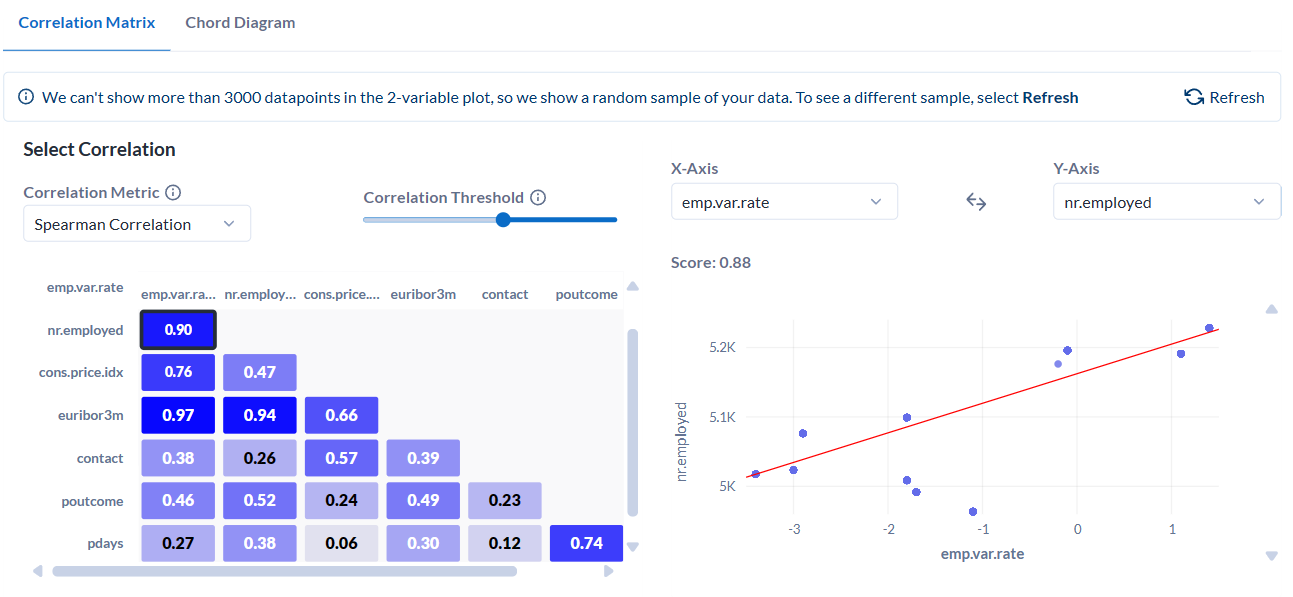 Correlation Matrix Chord Diagram
We can't show more than 3000 datapoints in the 2-variable plot, so we show a random sample of your data. To see a different sample, select Refresh Refresh
Select Correlation
Correlation Metric
Spearman Correlation
Correlation Threshold
emp.var.rate emp.var.ra... nr.employ... cons.price.... euribor3m contact poutcome
nr.employed 0.90
cons.price.idx 0.76 0.47
euribor3m 0.97 0.94 0.66
contact 0.38 0.26 0.57 0.39
poutcome 0.46 0.52 0.24 0.49 0.23
pdays 0.27 0.38 0.06 0.30 0.12 0.74
X-Axis Y-Axis
emp.var.rate nr.employed
Score: 0.88
nr.employed
5.2K
5.1K
5K
-3 -2 -1 0 1
emp.var.rate